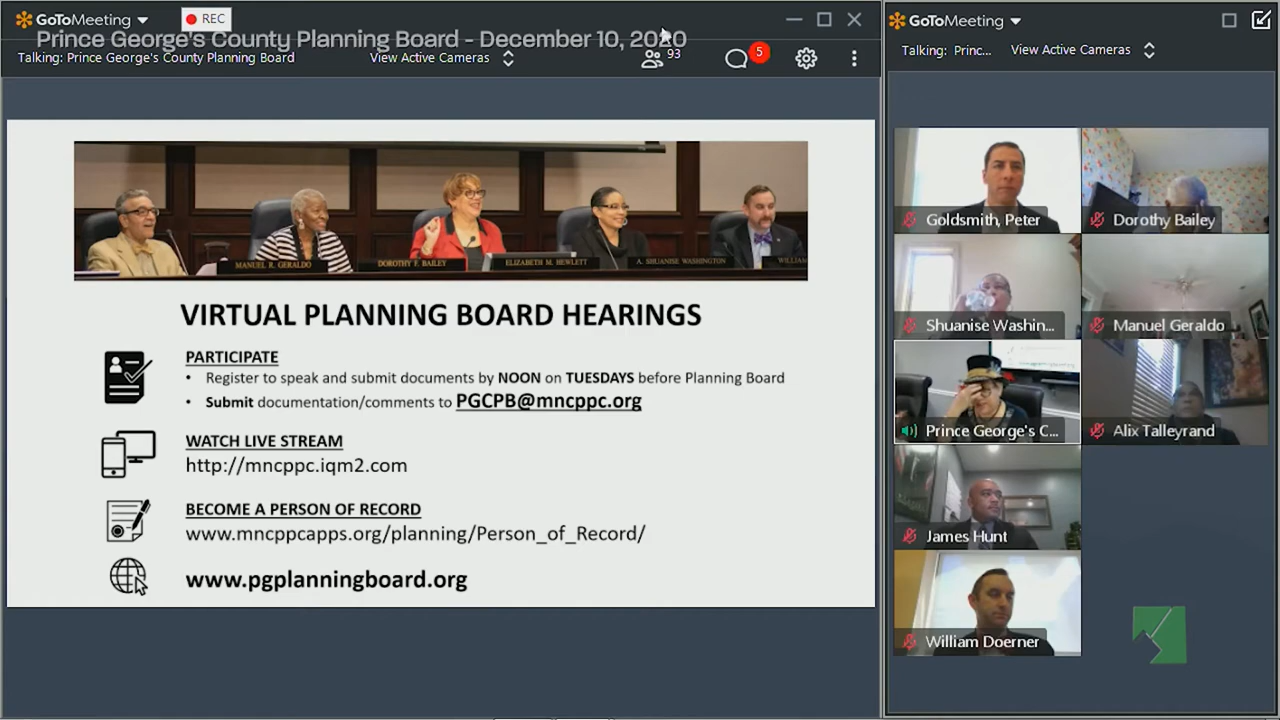 GoToMeeting
REC
Prince George's County Planning Board - December 10, 2020
Talking: Prince George's County Planning Board
View Active Cameras
93
5
MANUEL R. GERALDO
DOROTHY F. BAILEY
ELIZABETH M. HEWLETT
A. SHUANISE WASHINGTON
WILLIAM
VIRTUAL PLANNING BOARD HEARINGS
PARTICIPATE
• Register to speak and submit documents by NOON on TUESDAYS before Planning Board
• Submit documentation/comments to PGCPB@mncppc.org
WATCH LIVE STREAM
http://mncppc.iqm2.com
BECOME A PERSON OF RECORD
www.mncppcapps.org/planning/Person_of_Record/
www.pgplanningboard.org
GoToMeeting
Talking: Princ...
View Active Cameras
Goldsmith, Peter
Dorothy Bailey
Shuanise Washin...
Manuel Geraldo
Prince George's C...
Alix Talleyrand
James Hunt
William Doerner